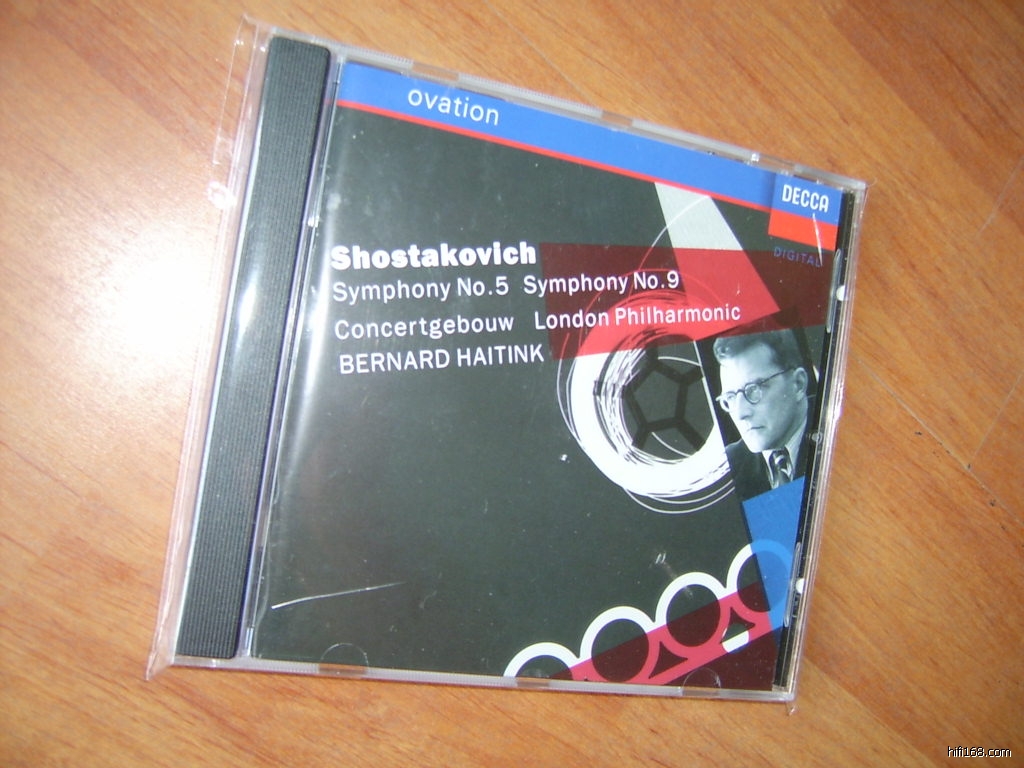 ovation
DECCA
DIGITAL
Shostakovich
Symphony No.5 Symphony No.9
Concertgebouw London Philharmonic
BERNARD HAITINK
hifi168.com